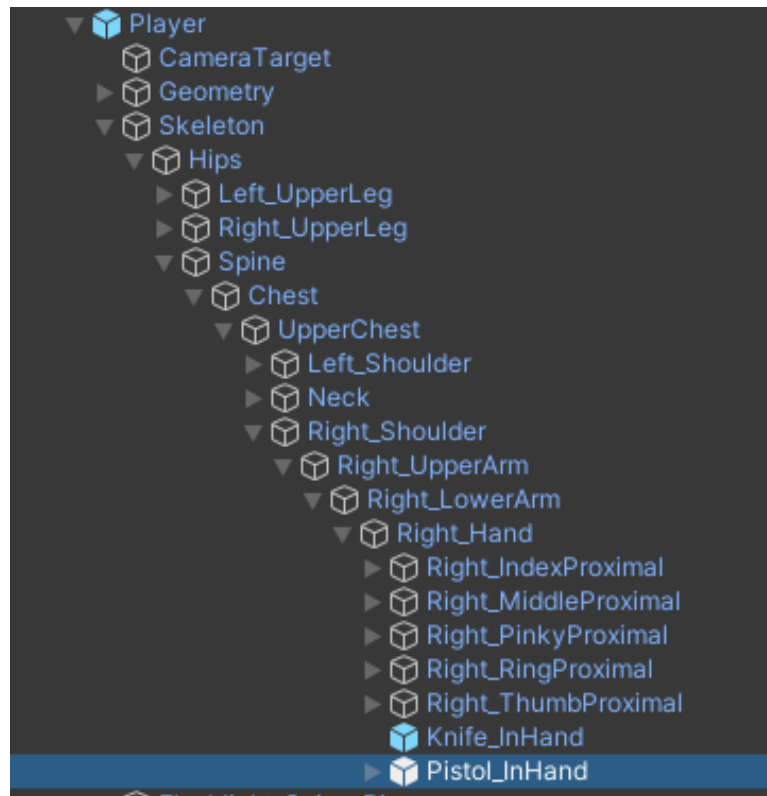 Player
CameraTarget
Geometry
Skeleton
Hips
Left_UpperLeg
Right_UpperLeg
Spine
Chest
UpperChest
Left_Shoulder
Neck
Right_Shoulder
Right_UpperArm
Right_LowerArm
Right_Hand
Right_IndexProximal
Right_MiddleProximal
Right_PinkyProximal
Right_RingProximal
Right_ThumbProximal
Knife_InHand
Pistol_InHand